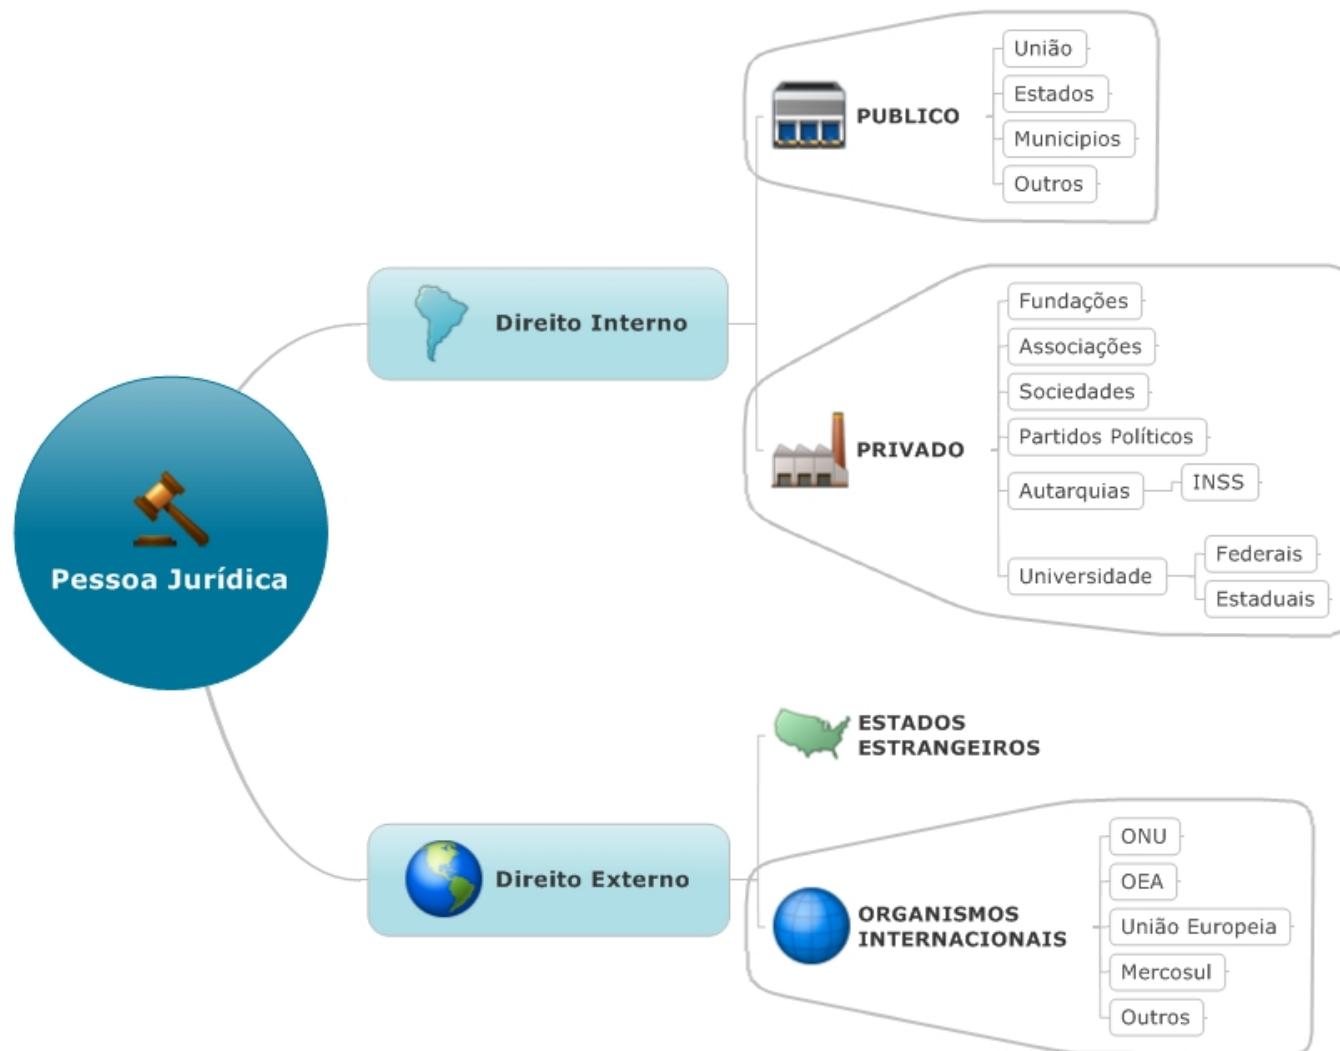 Pessoa Jurídica
Direito Interno
PUBLICO
União
Estados
Municipios
Outros
PRIVADO
Fundações
Associações
Sociedades
Partidos Políticos
Autarquias
INSS
Universidade
Federais
Estaduais
Direito Externo
ESTADOS
ESTRANGEIROS
ORGANISMOS
INTERNACIONAIS
ONU
OEA
União Europeia
Mercosul
Outros